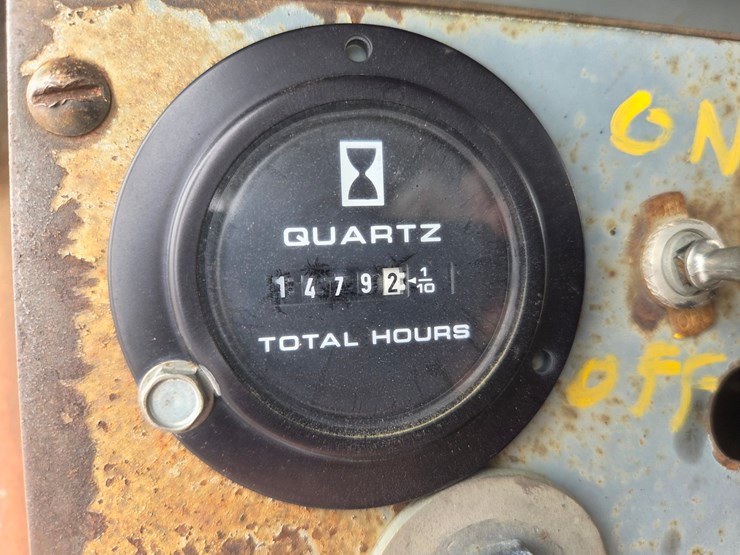 QUARTZ
1 4 7 9 2 1/10
TOTAL HOURS
ON
OFF